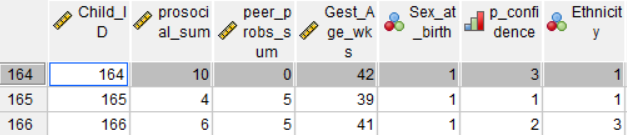 Child_ID prosocial_sum peer_probs_sum Gest_Age_wks Sex_at_birth p_confidence Ethnicity
164 164 10 0 42 1 3 1
165 165 4 5 39 1 1 1
166 166 6 5 41 1 2 3